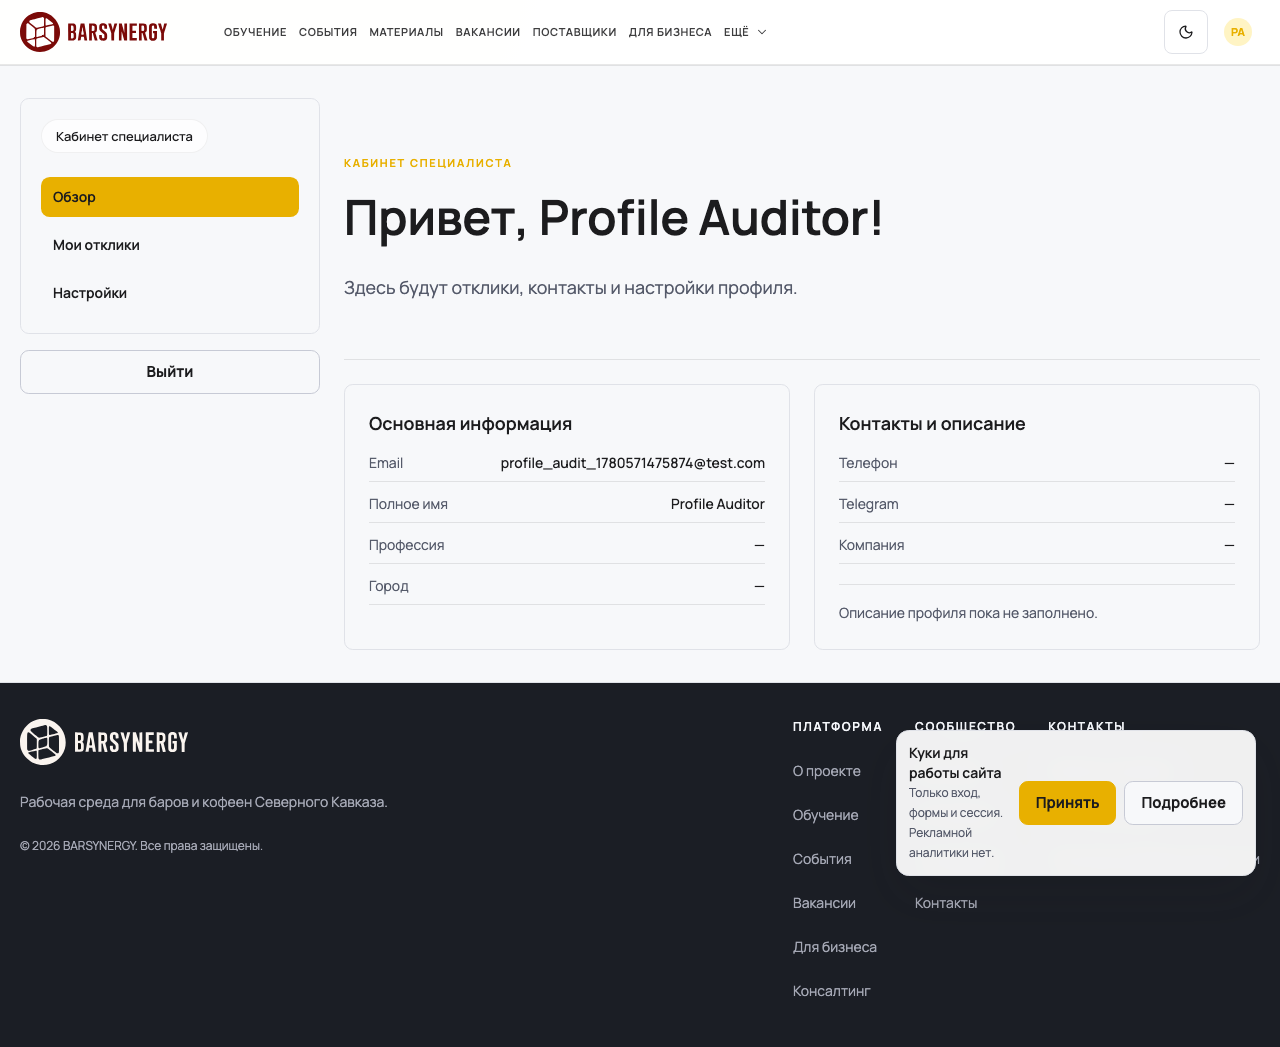 BARSYNERGY
ОБУЧЕНИЕ СОБЫТИЯ МАТЕРИАЛЫ ВАКАНСИИ ПОСТАВЩИКИ ДЛЯ БИЗНЕСА ЕЩЁ
PA
Кабинет специалиста
Обзор
Мои отклики
Настройки
Выйти
КАБИНЕТ СПЕЦИАЛИСТА
Привет, Profile Auditor!
Здесь будут отклики, контакты и настройки профиля.
Основная информация
Email profile_audit_1780571475874@test.com
Полное имя Profile Auditor
Профессия —
Город —
Контакты и описание
Телефон —
Telegram —
Компания —
Описание профиля пока не заполнено.
BARSYNERGY
Рабочая среда для баров и кофеен Северного Кавказа.
© 2026 BARSYNERGY. Все права защищены.
ПЛАТФОРМА
О проекте
Обучение
События
Вакансии
Для бизнеса
Консалтинг
СООБЩЕСТВО
Контакты
КОНТАКТЫ
Куки для
работы сайта
Только вход,
формы и сессия.
Рекламной
аналитики нет.
Принять
Подробнее